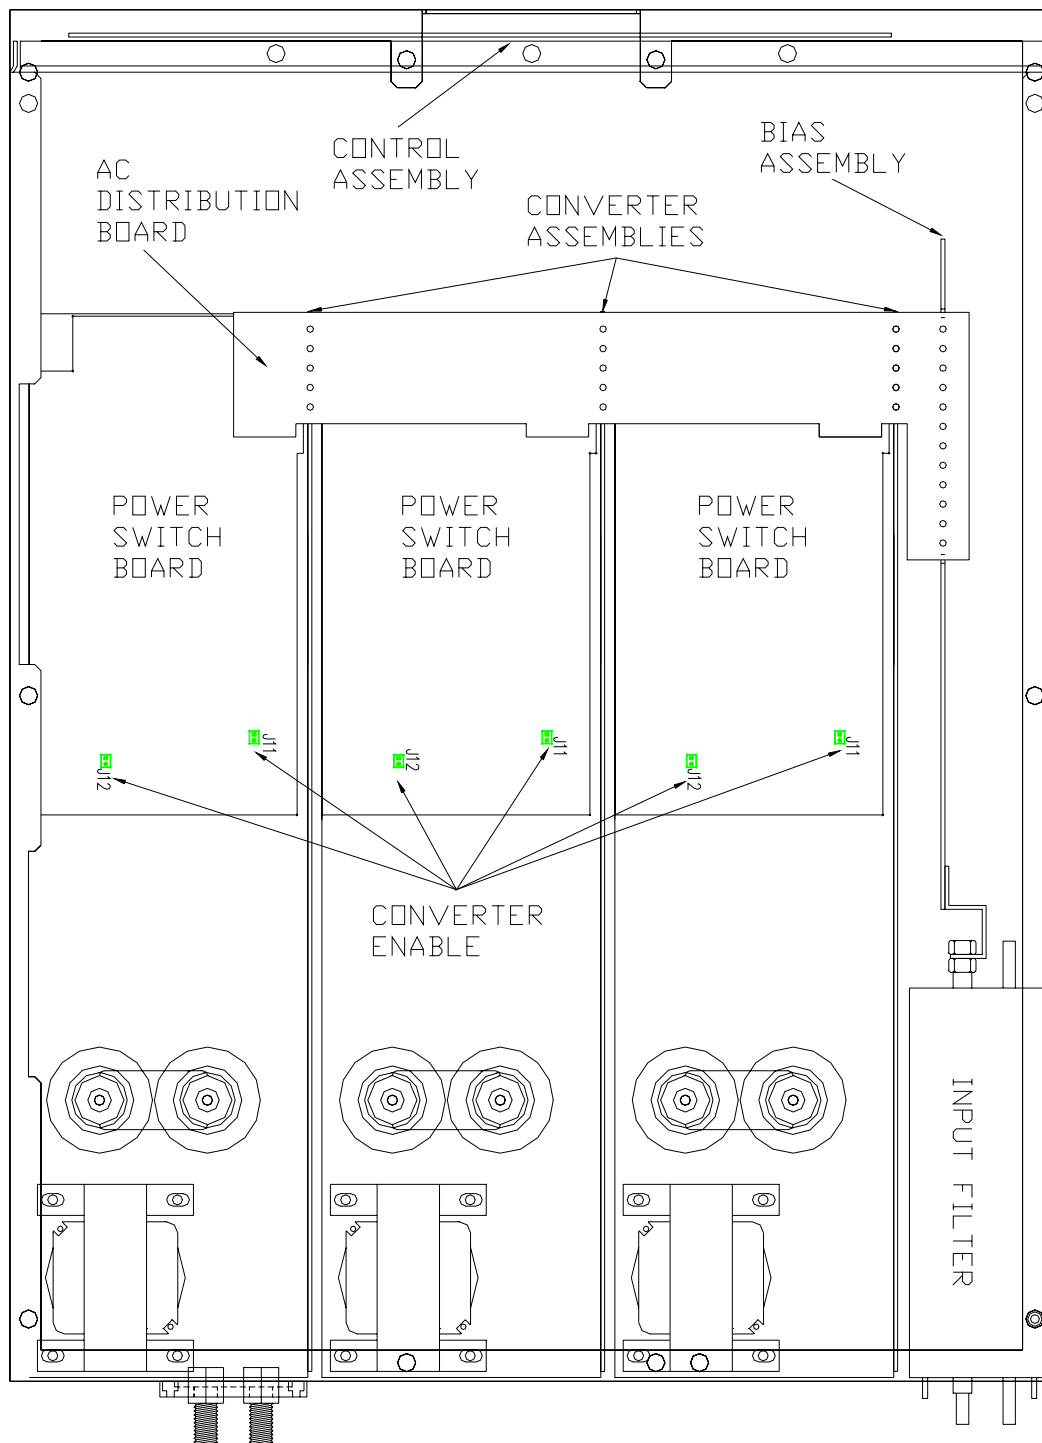 CONTROL
ASSEMBLY
BIAS
ASSEMBLY
AC
DISTRIBUTION
BOARD
CONVERTER
ASSEMBLIES
POWER
SWITCH
BOARD
POWER
SWITCH
BOARD
POWER
SWITCH
BOARD
J11
J12
J11
J12
J11
J12
CONVERTER
ENABLE
INPUT FILTER